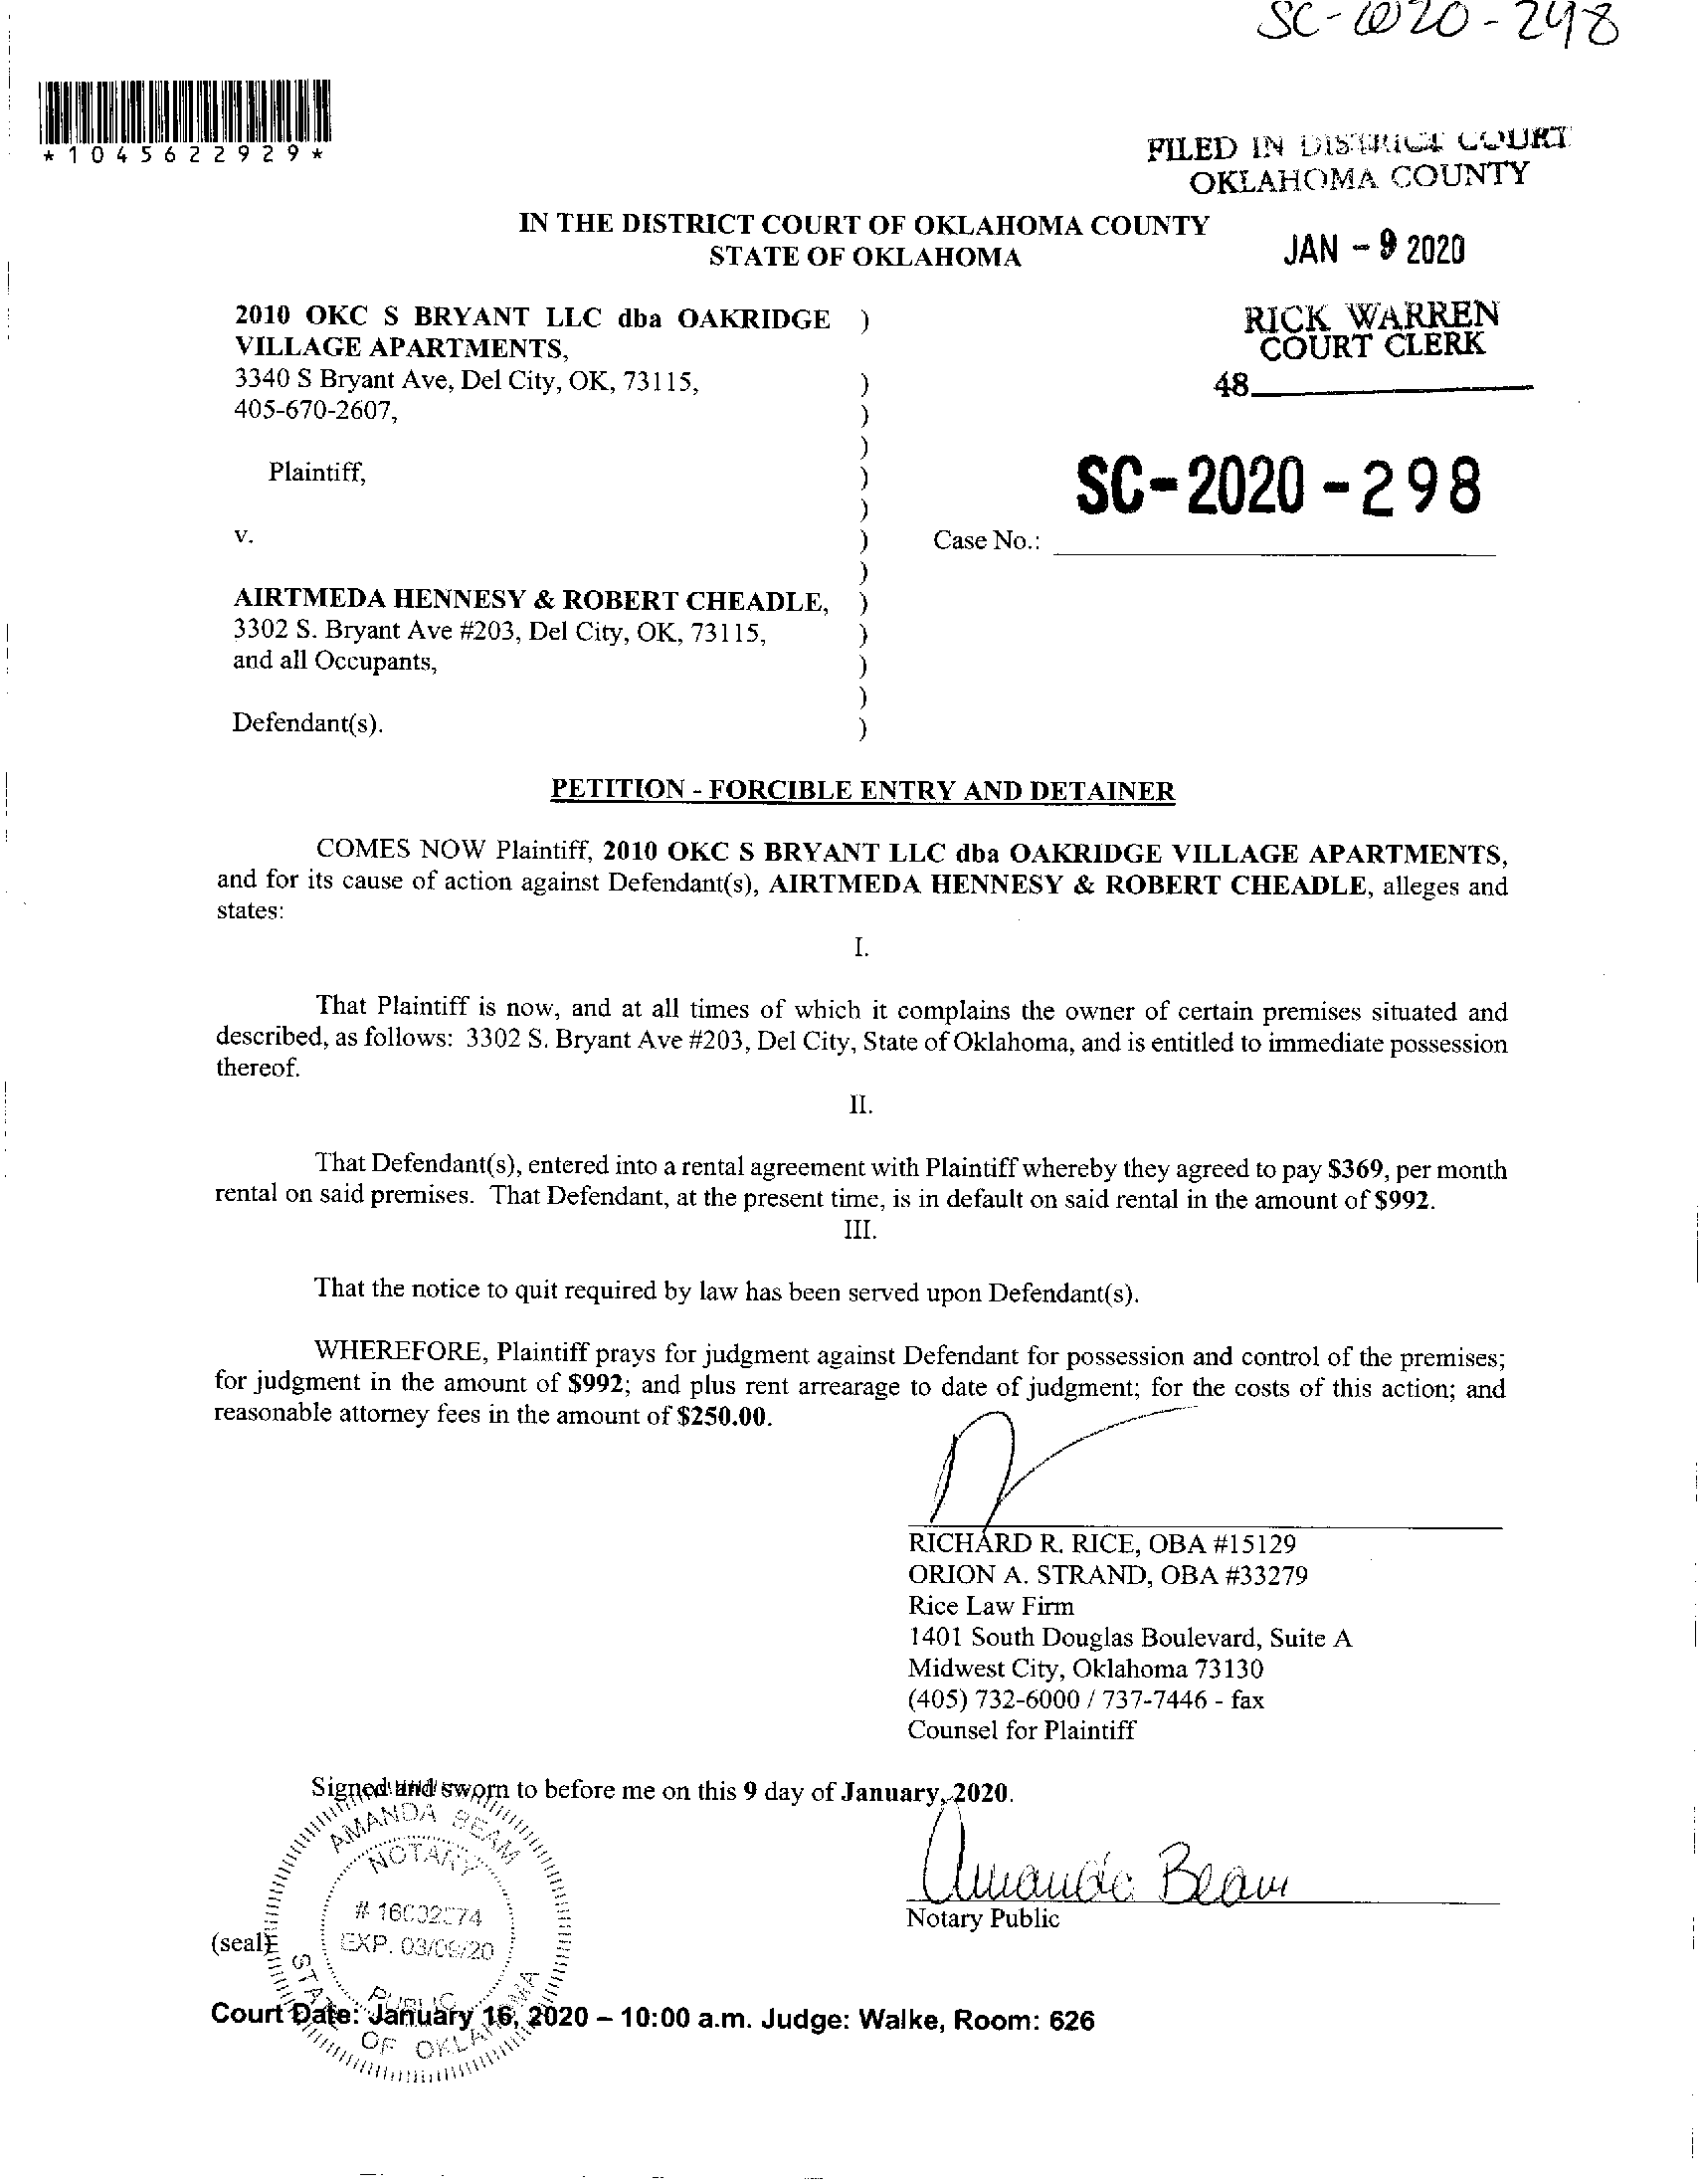 SC-2020-298
*1045622929*
FILED IN DISTRICT COURT
OKLAHOMA COUNTY
IN THE DISTRICT COURT OF OKLAHOMA COUNTY
STATE OF OKLAHOMA
JAN - 9 2020
2010 OKC S BRYANT LLC dba OAKRIDGE )
VILLAGE APARTMENTS,
RICK WARREN
COURT CLERK
3340 S Bryant Ave, Del City, OK, 73115, )
48
405-670-2607, )
)
Plaintiff, )
SC-2020-298
)
v. )
Case No.:
)
AIRTMEDA HENNESY & ROBERT CHEADLE, )
3302 S. Bryant Ave #203, Del City, OK, 73115, )
and all Occupants, )
)
Defendant(s). )
PETITION - FORCIBLE ENTRY AND DETAINER
COMES NOW Plaintiff, 2010 OKC S BRYANT LLC dba OAKRIDGE VILLAGE APARTMENTS,
and for its cause of action against Defendant(s), AIRTMEDA HENNESY & ROBERT CHEADLE, alleges and
states:
I.
That Plaintiff is now, and at all times of which it complains the owner of certain premises situated and
described, as follows: 3302 S. Bryant Ave #203, Del City, State of Oklahoma, and is entitled to immediate possession
thereof.
II.
That Defendant(s), entered into a rental agreement with Plaintiff whereby they agreed to pay $369, per month
rental on said premises. That Defendant, at the present time, is in default on said rental in the amount of $992.
III.
That the notice to quit required by law has been served upon Defendant(s).
WHEREFORE, Plaintiff prays for judgment against Defendant for possession and control of the premises;
for judgment in the amount of $992; and plus rent arrearage to date of judgment; for the costs of this action; and
reasonable attorney fees in the amount of $250.00.
RICHARD R. RICE, OBA #15129
ORION A. STRAND, OBA #33279
Rice Law Firm
1401 South Douglas Boulevard, Suite A
Midwest City, Oklahoma 73130
(405) 732-6000 / 737-7446 - fax
Counsel for Plaintiff
Signed and sworn to before me on this 9 day of January, 2020.
AMANDA BEAM
NOTARY
Amanda Beam
Notary Public
(seal)
EXP.
PUBLIC
STATE OF OKLAHOMA
Court Date: January 16, 2020 – 10:00 a.m. Judge: Walke, Room: 626